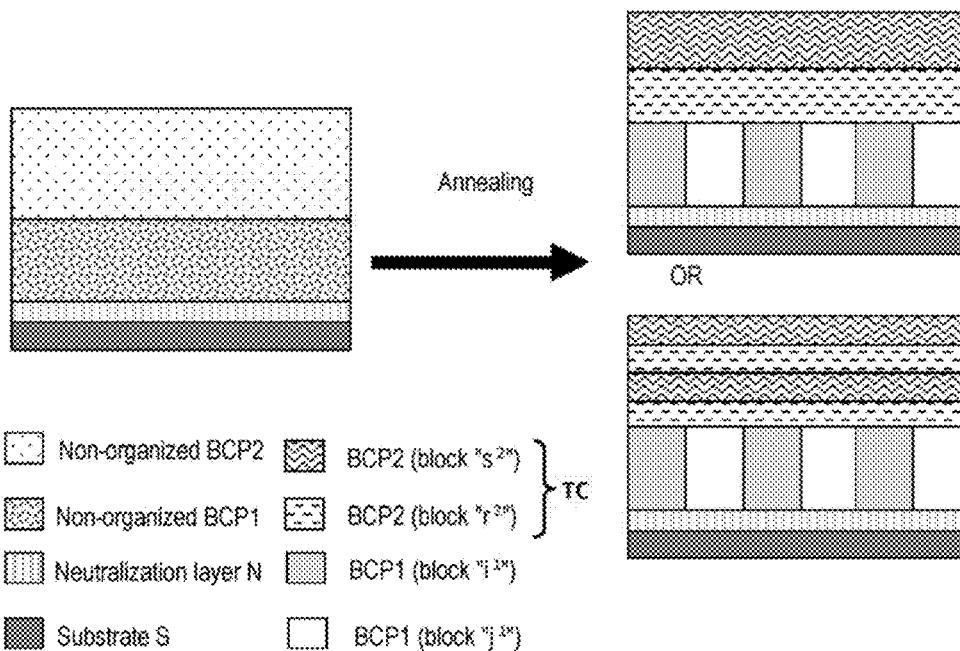 Annealing
OR
Non-organized BCP2
Non-organized BCP1
Neutralization layer N
Substrate S
BCP2 (block "s ²")
BCP2 (block "r ²")
BCP1 (block "i ¹")
BCP1 (block "j ¹")
TC